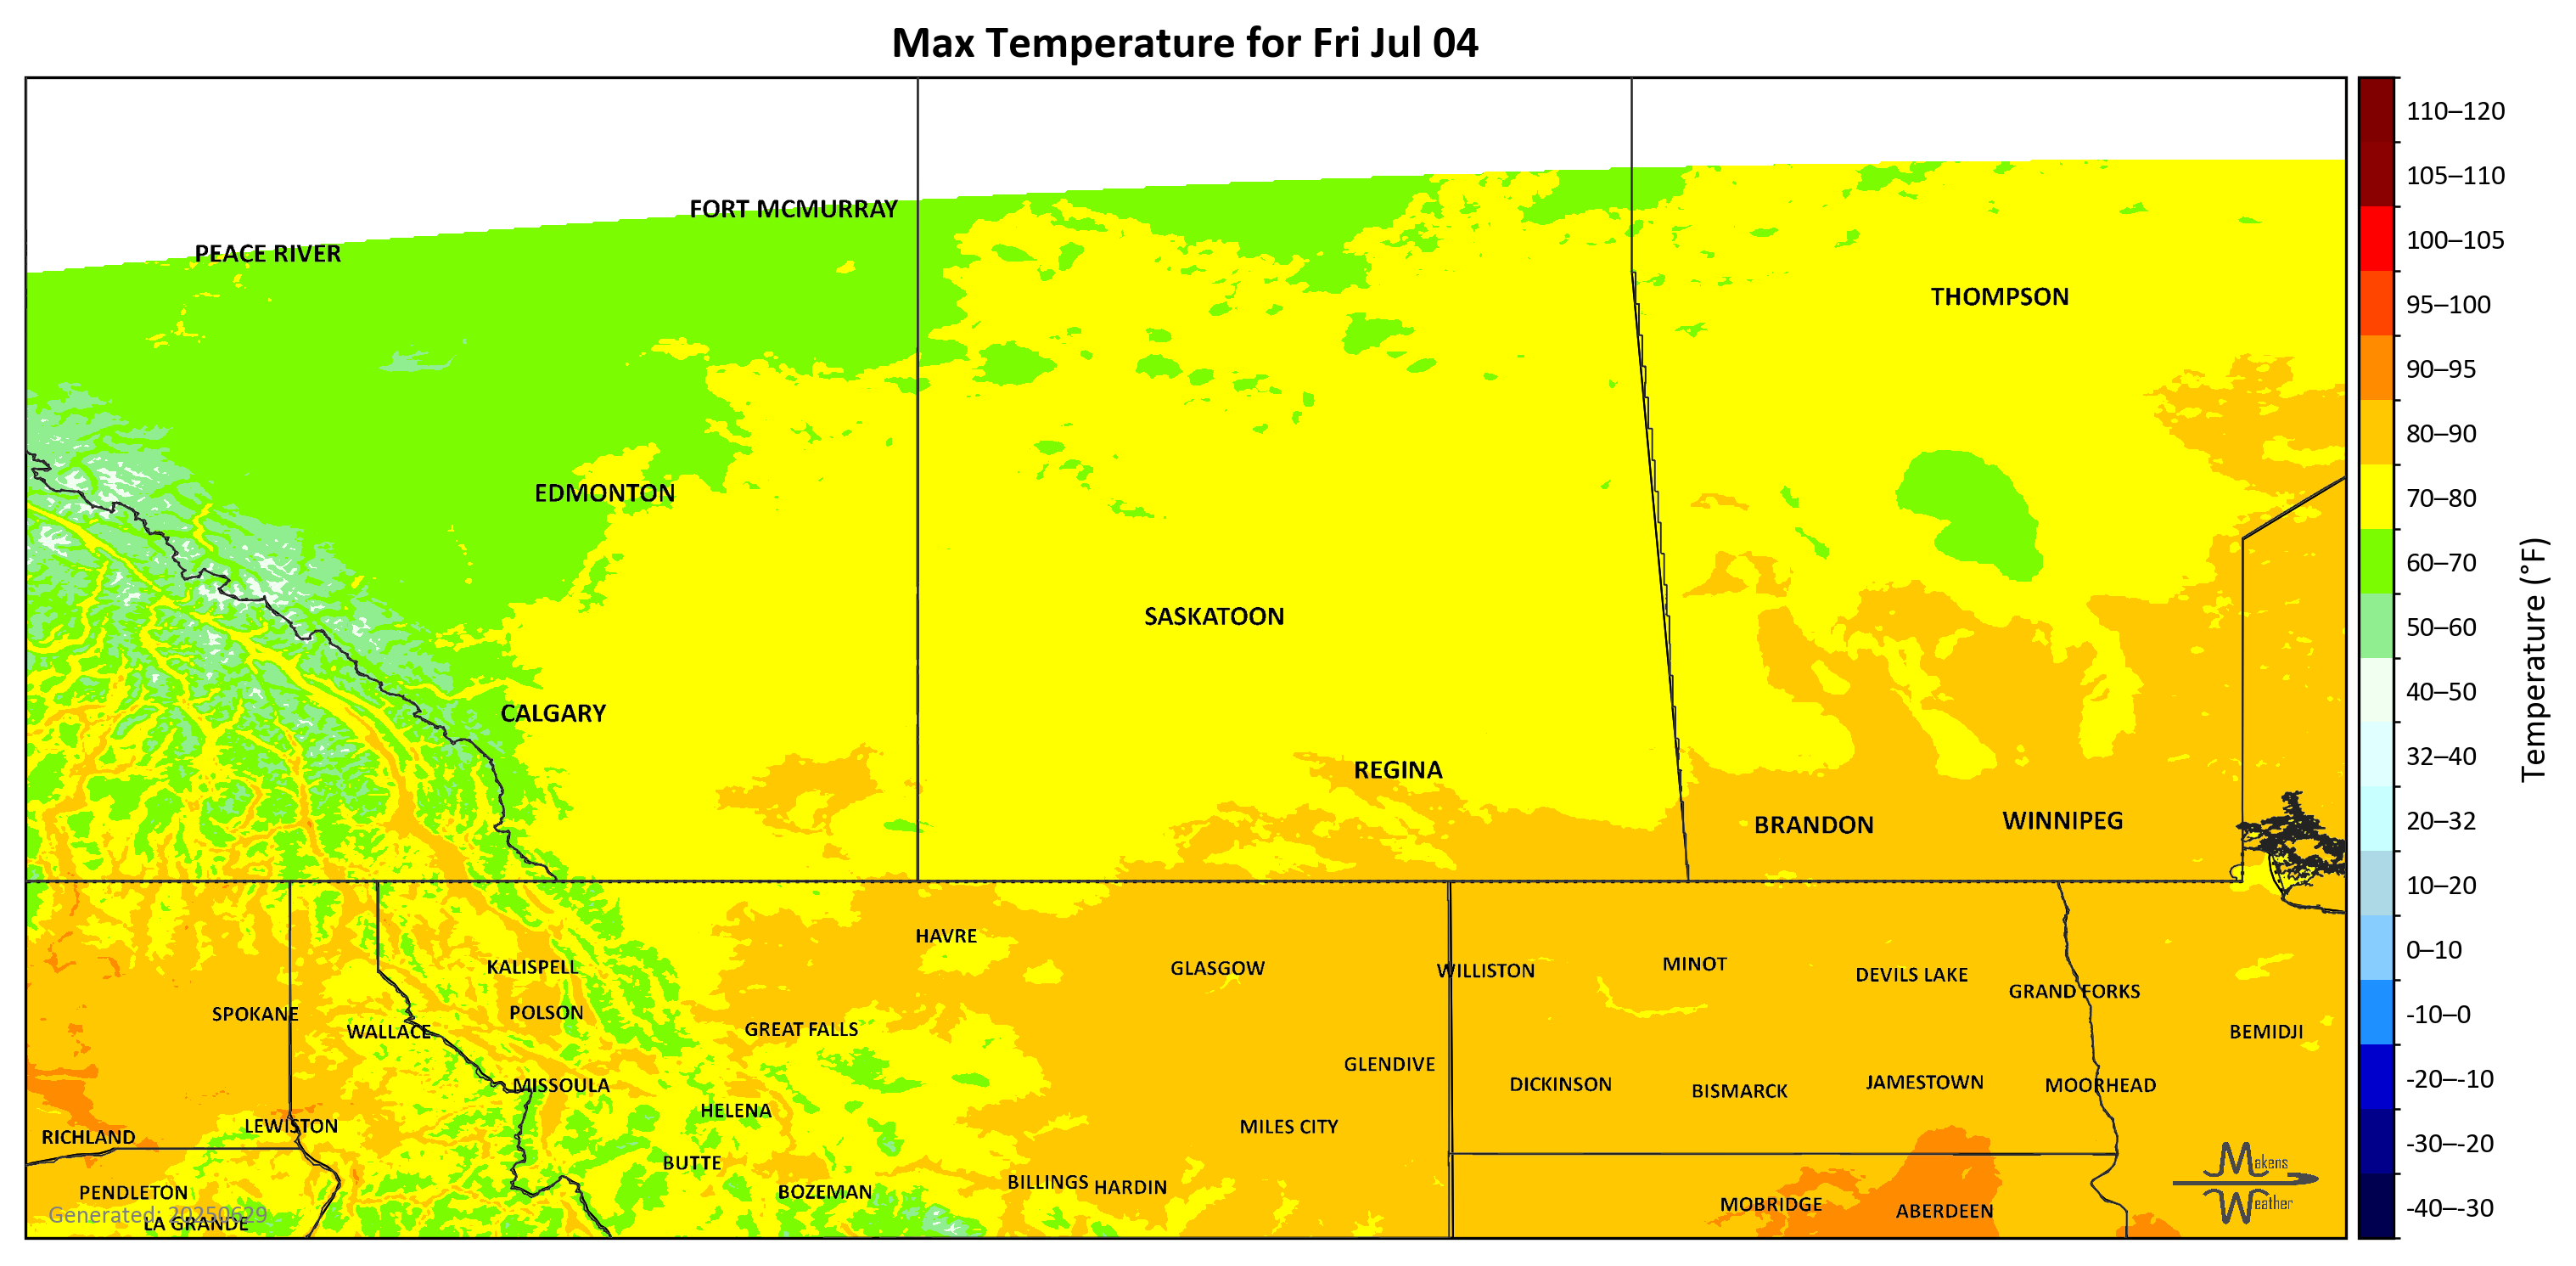 Max Temperature for Fri Jul 04
FORT MCMURRAY
PEACE RIVER
THOMPSON
EDMONTON
SASKATOON
CALGARY
REGINA
BRANDON
WINNIPEG
HAVRE
KALISPELL
GLASGOW
WILLISTON
MINOT
DEVILS LAKE
GRAND FORKS
SPOKANE
POLSON
WALLACE
GREAT FALLS
BEMIDJI
GLENDIVE
MISSOULA
DICKINSON
BISMARCK
JAMESTOWN
MOORHEAD
HELENA
LEWISTON
MILES CITY
RICHLAND
BUTTE
BILLINGS
HARDIN
PENDLETON
BOZEMAN
MOBRIDGE
ABERDEEN
Generated: 20250629
LA GRANDE
Makens
Weather
110–120
105–110
100–105
95–100
90–95
80–90
70–80
60–70
50–60
40–50
32–40
20–32
10–20
0–10
-10–0
-20–-10
-30–-20
-40–-30
Temperature (°F)